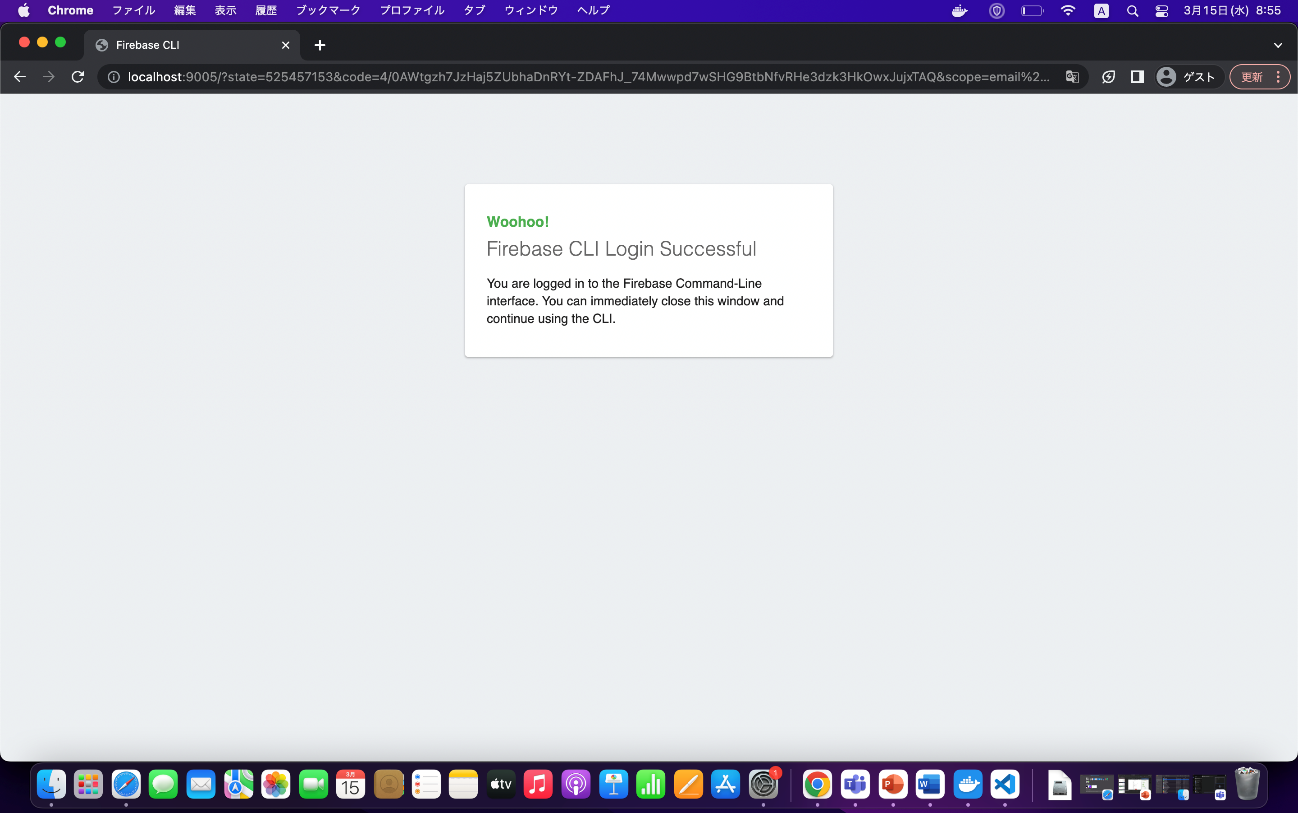 Chrome ファイル 編集 表示 履歴 ブックマーク プロファイル タブ ウィンドウ ヘルプ A 3月15日(水) 8:55
Firebase CLI
localhost:9005/?state=525457153&code=4/0AWtgzh7JzHaj5ZUbhaDnRYt-ZDAFhJ_74Mwwpd7wSHG9BtbNfvRHe3dzk3HkOwxJujxTAQ&scope=email%2... ゲスト 更新
Woohoo!
Firebase CLI Login Successful
You are logged in to the Firebase Command-Line
interface. You can immediately close this window and
continue using the CLI.
3月
15
tv
1